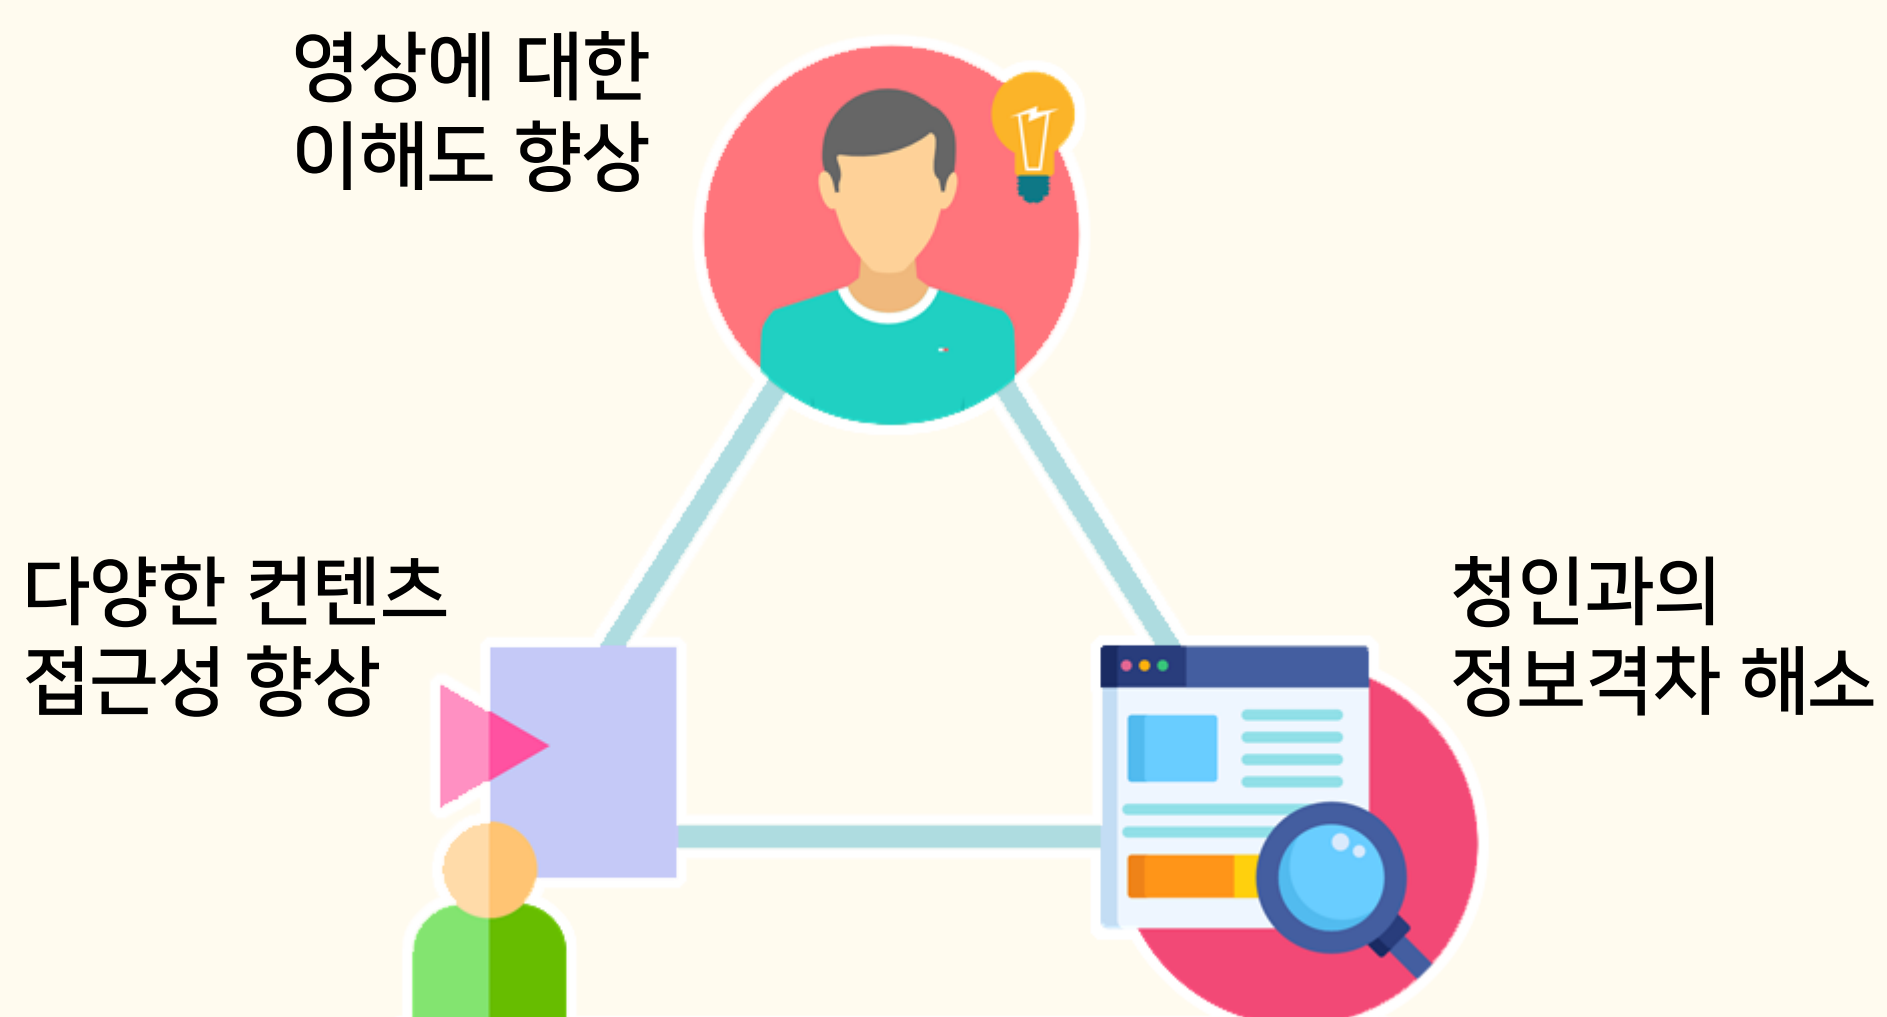 영상에 대한
이해도 향상
다양한 컨텐츠
접근성 향상
청인과의
정보격차 해소